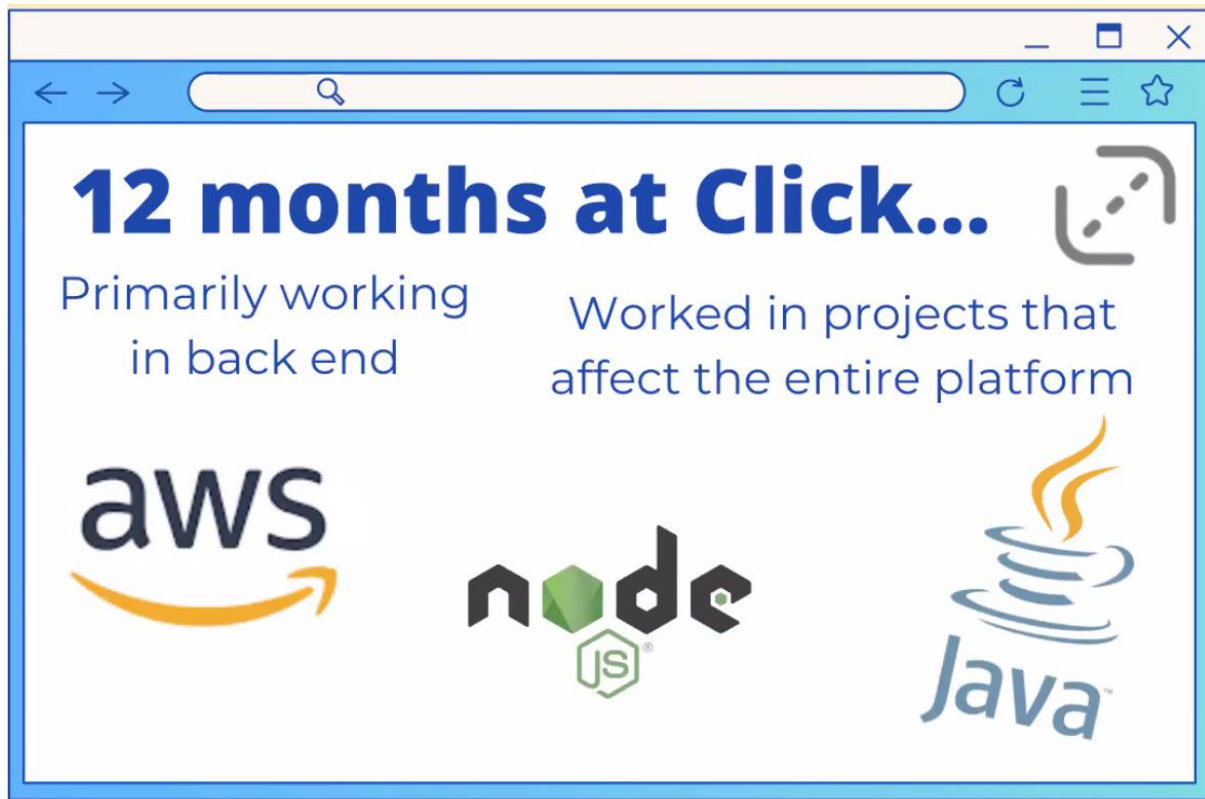 12 months at Click...
Primarily working
in back end
Worked in projects that
affect the entire platform
aws
node
JS®
Java™